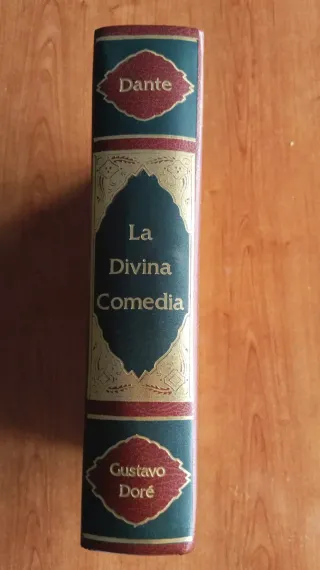 Dante
La
Divina
Comedia
Gustavo
Doré